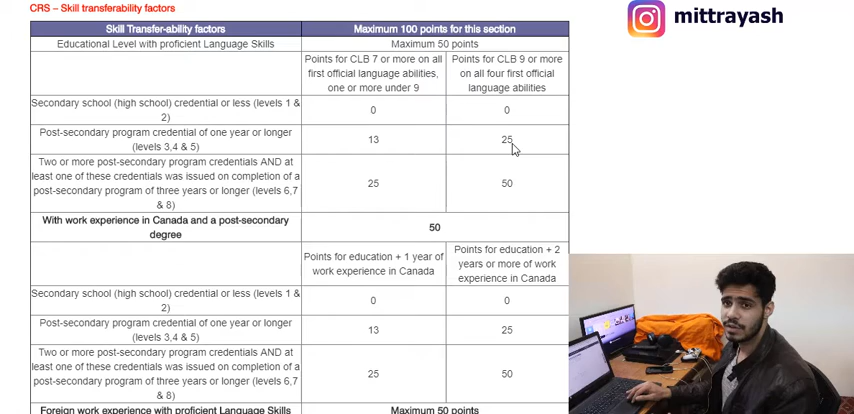 CRS – Skill transferability factors
mittrayash
Skill Transfer-ability factors
Maximum 100 points for this section
Educational Level with proficient Language Skills
Maximum 50 points
Points for CLB 7 or more on all
first official language abilities,
one or more under 9
Points for CLB 9 or more
on all four first official
language abilities
Secondary school (high school) credential or less (levels 1 &
2)
0
0
Post-secondary program credential of one year or longer
(levels 3,4 & 5)
13
25
Two or more post-secondary program credentials AND at
least one of these credentials was issued on completion of a
post-secondary program of three years or longer (levels 6,7
& 8)
25
50
With work experience in Canada and a post-secondary
degree
50
Points for education + 1 year of
work experience in Canada
Points for education + 2
years or more of work
experience in Canada
Secondary school (high school) credential or less (levels 1 &
2)
0
0
Post-secondary program credential of one year or longer
(levels 3,4 & 5)
13
25
Two or more post-secondary program credentials AND at
least one of these credentials was issued on completion of a
post-secondary program of three years or longer (levels 6,7
& 8)
25
50
Foreign work experience with proficient Language Skills
Maximum 50 points